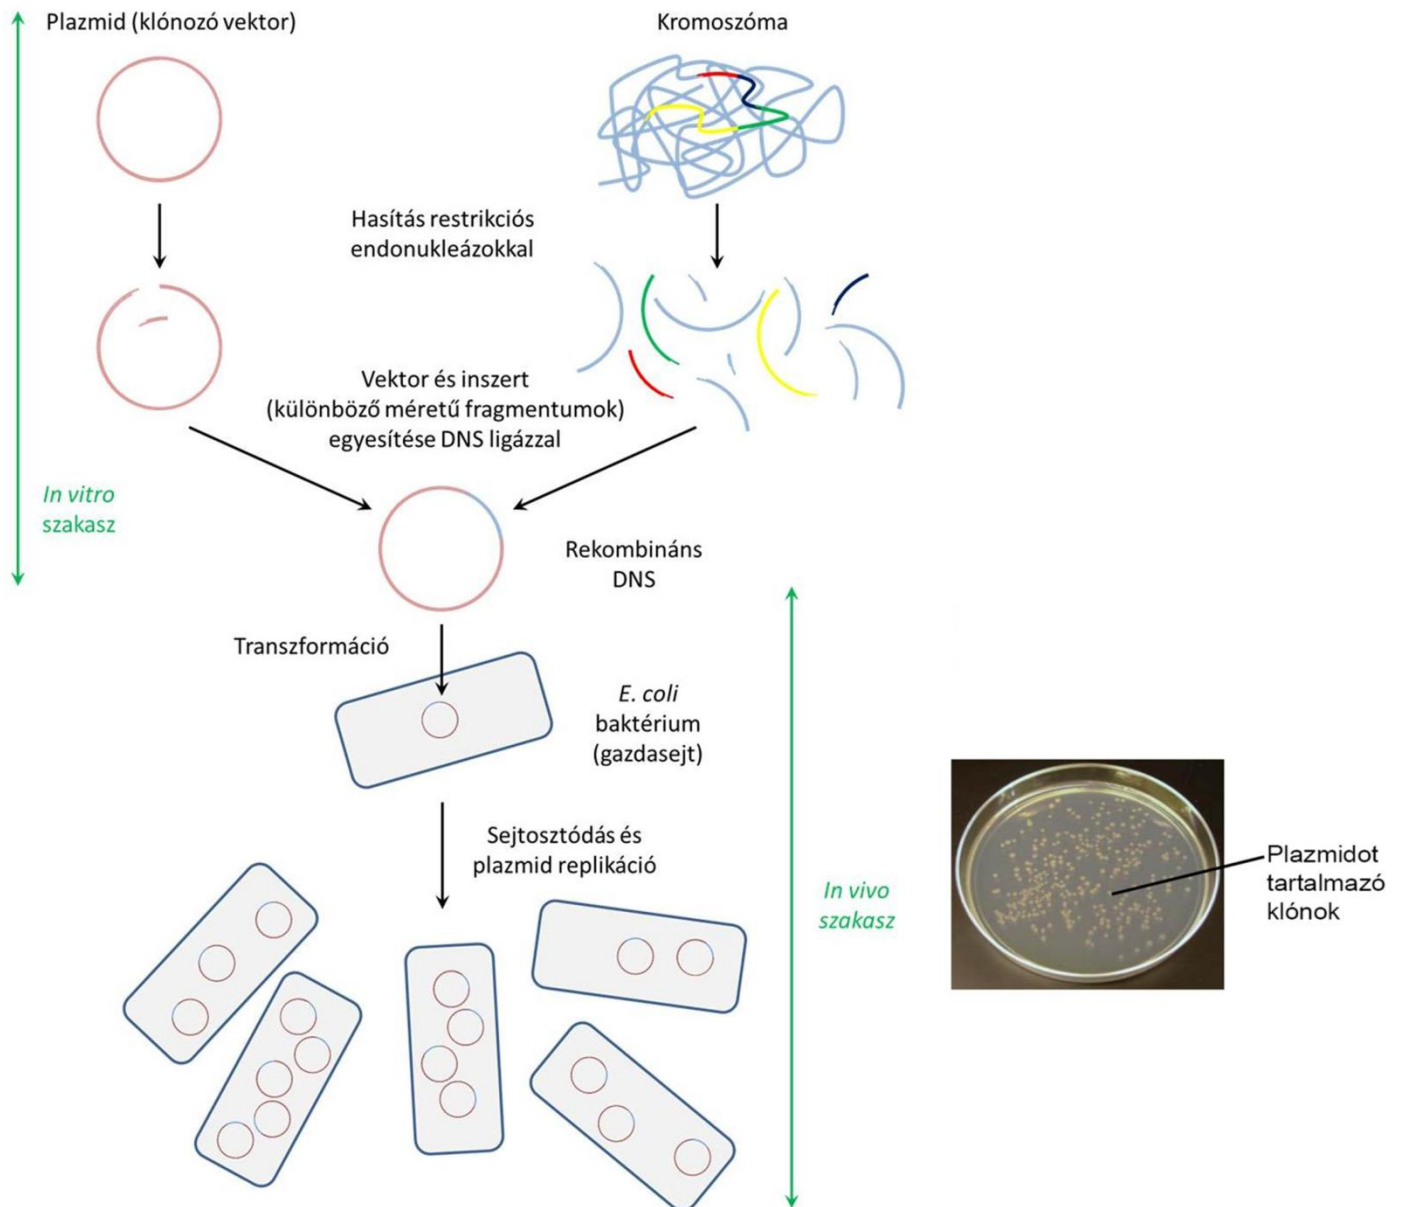 Plazmid (klónozó vektor)
Kromoszóma
Hasítás restrikciós
endonukleázokkal
Vektor és inszert
(különböző méretű fragmentumok)
egyesítése DNS ligázzal
In vitro
szakasz
Rekombináns
DNS
Transzformáció
E. coli
baktérium
(gazdasejt)
Sejtosztódás és
plazmid replikáció
In vivo
szakasz
Plazmidot
tartalmazó
klónok